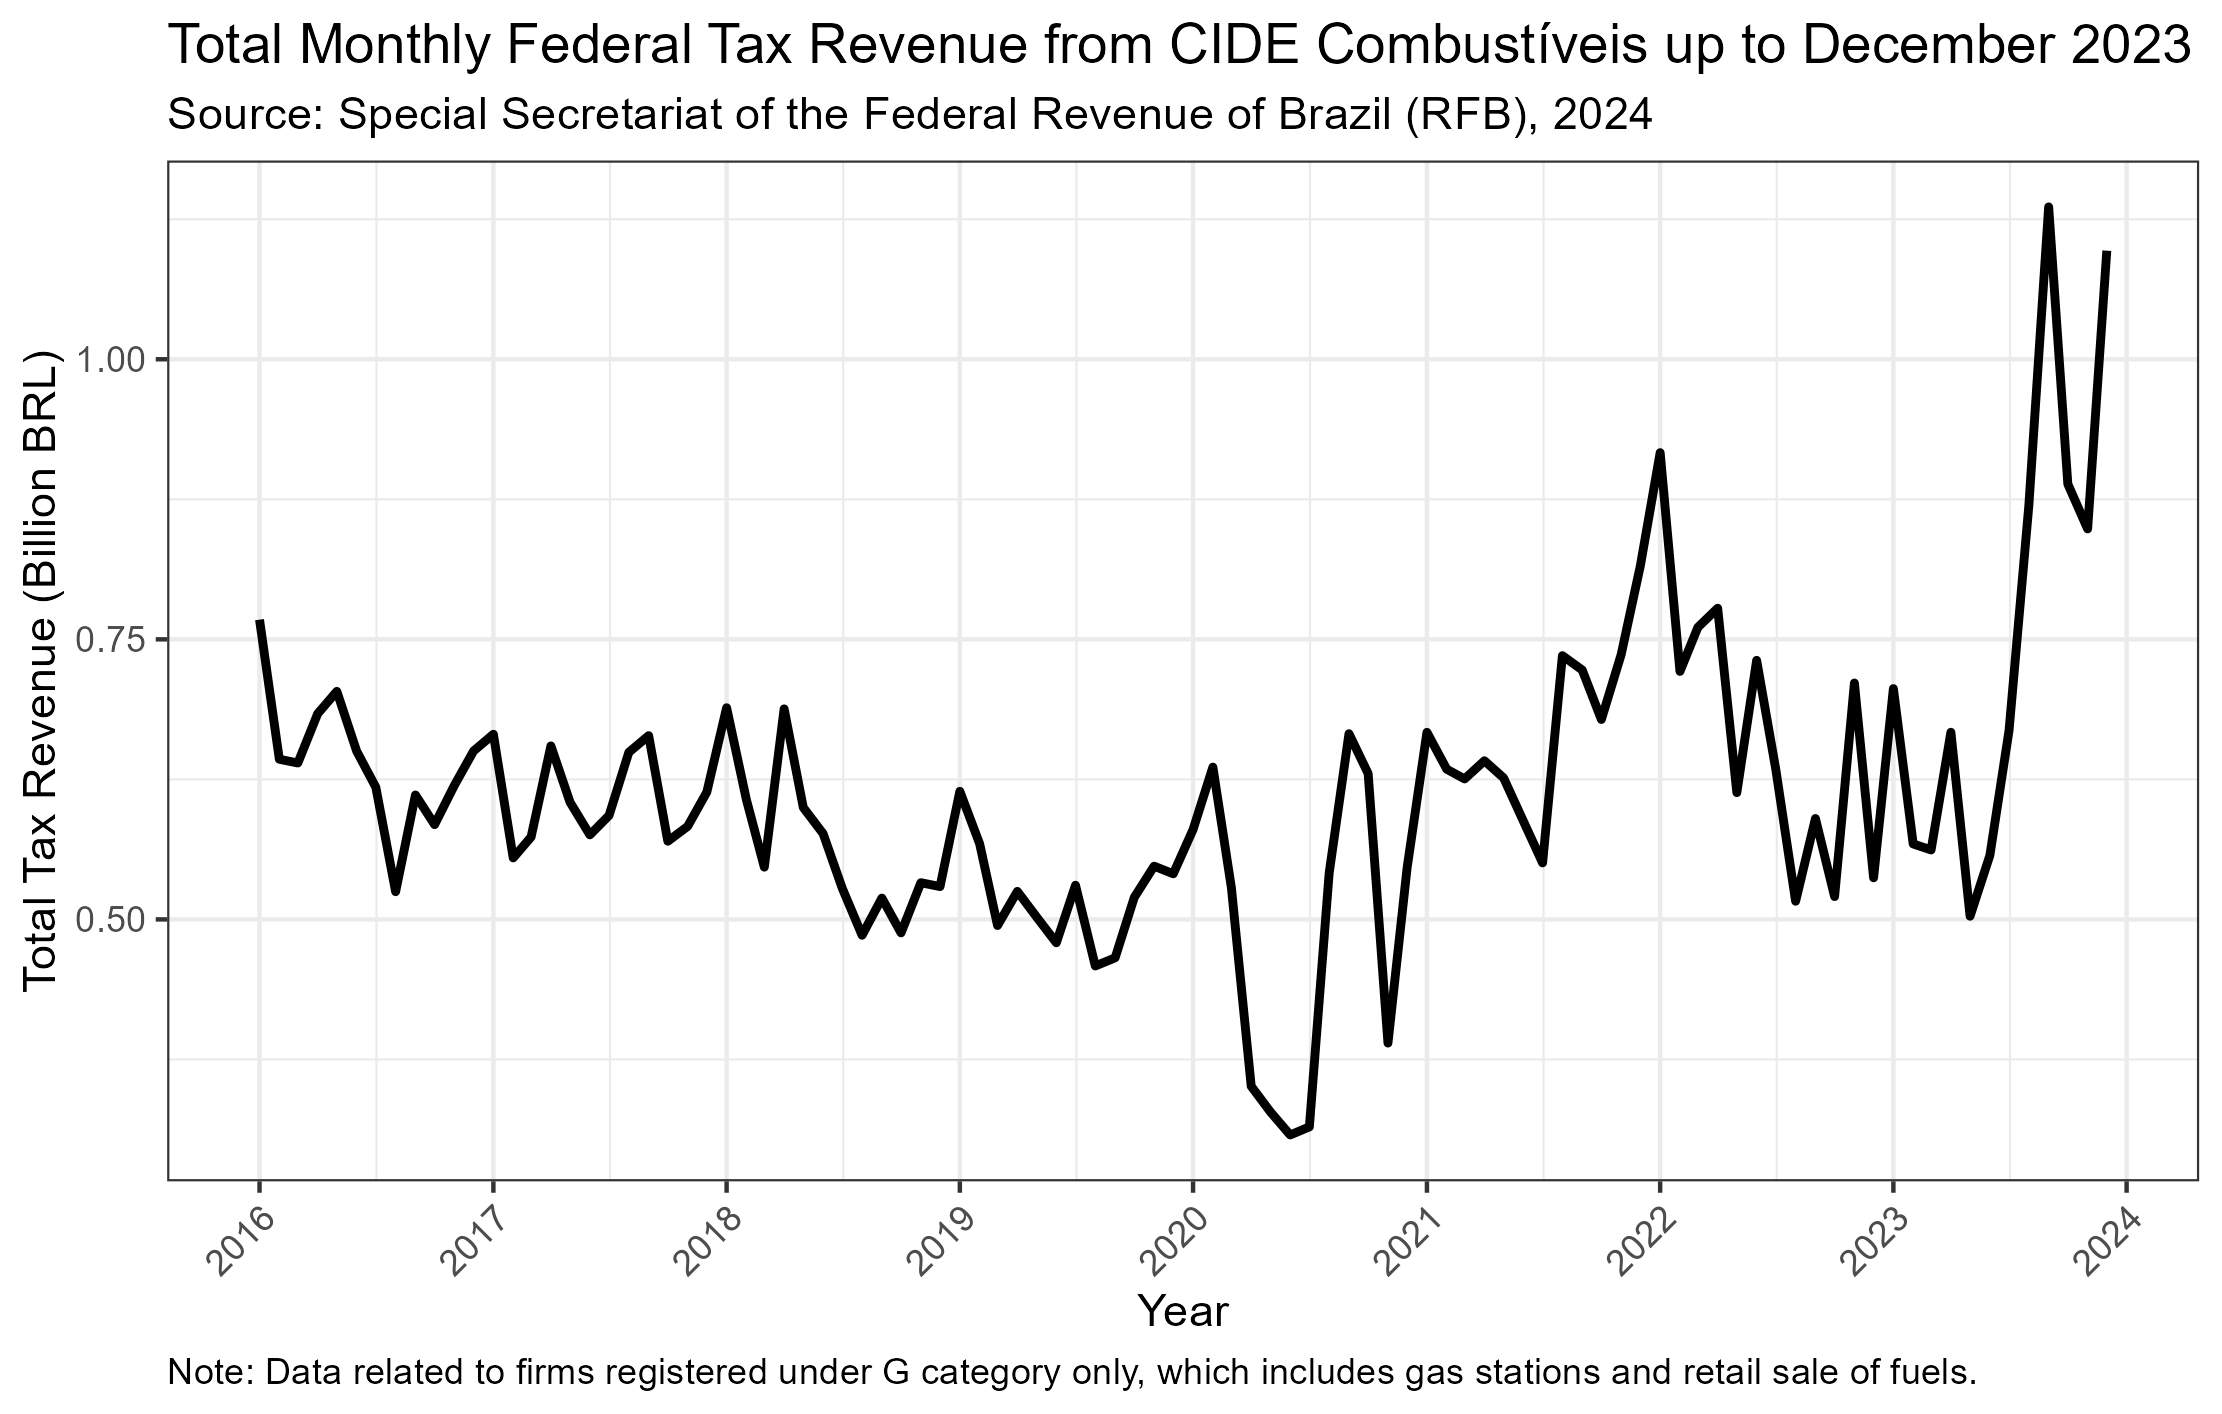 Total Monthly Federal Tax Revenue from CIDE Combustíveis up to December 2023
Source: Special Secretariat of the Federal Revenue of Brazil (RFB), 2024
Total Tax Revenue (Billion BRL)
1.00
0.75
0.50
2016
2017
2018
2019
2020
2021
2022
2023
2024
Year
Note: Data related to firms registered under G category only, which includes gas stations and retail sale of fuels.